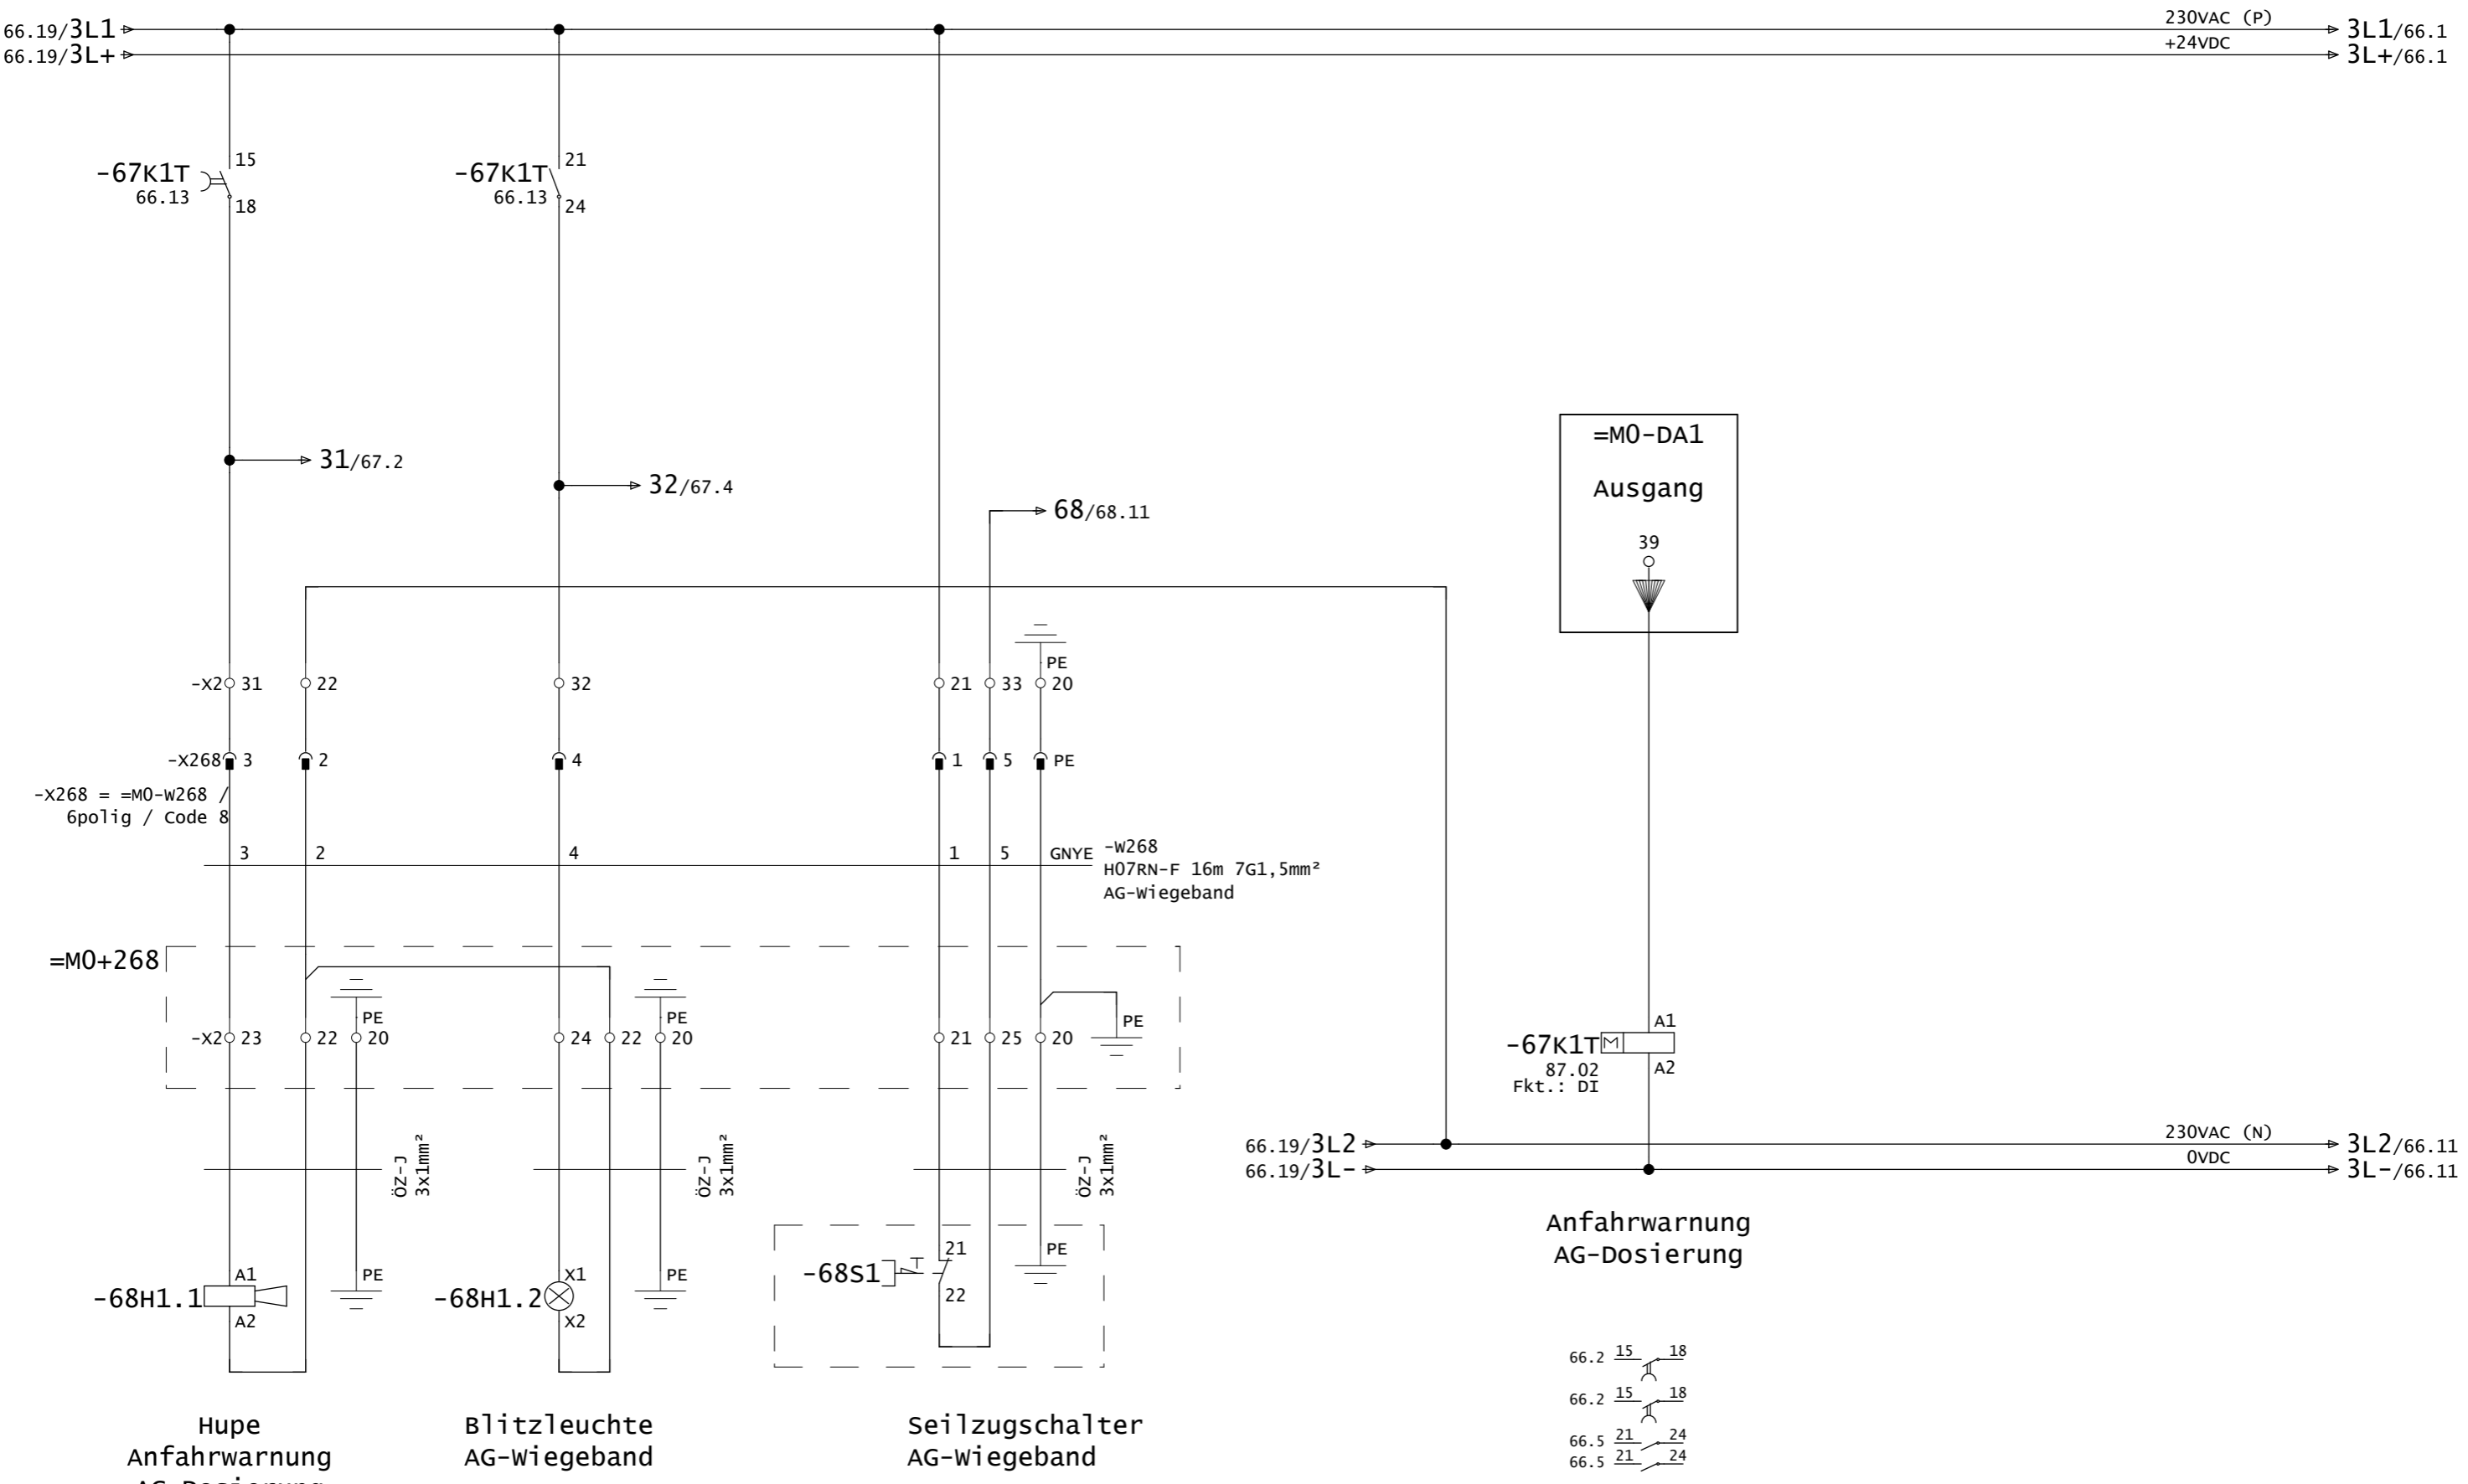 66.19/3L1
230VAC (P)
3L1/66.1
66.19/3L+
+24VDC
3L+/66.1
-67K1T
66.13
15
18
-67K1T
66.13
21
24
31/67.2
32/67.4
68/68.11
=M0-DA1
Ausgang
39
PE
-X2 31
22
32
21
33
20
-X268 3
2
4
1
5
PE
-X268 = =M0-W268 /
6polig / Code 8
3
2
4
1
5
GNYE
-W268
H07RN-F 16m 7G1,5mm²
AG-Wiegeband
=M0+268
PE
PE
PE
-X2 23
22
20
24
22
20
21
25
20
-67K1T
87.02
Fkt.: DI
A1
A2
ÖZ-J
3x1mm²
ÖZ-J
3x1mm²
ÖZ-J
3x1mm²
66.19/3L2
230VAC (N)
3L2/66.11
66.19/3L-
0VDC
3L-/66.11
Anfahrwarnung
AG-Dosierung
-68H1.1
A1
A2
PE
-68H1.2
X1
X2
PE
-68S1
21
22
PE
66.2 15 18
66.2 15 18
66.5 21 24
66.5 21 24
Hupe
Anfahrwarnung
AG-Dosierung
Blitzleuchte
AG-Wiegeband
Seilzugschalter
AG-Wiegeband